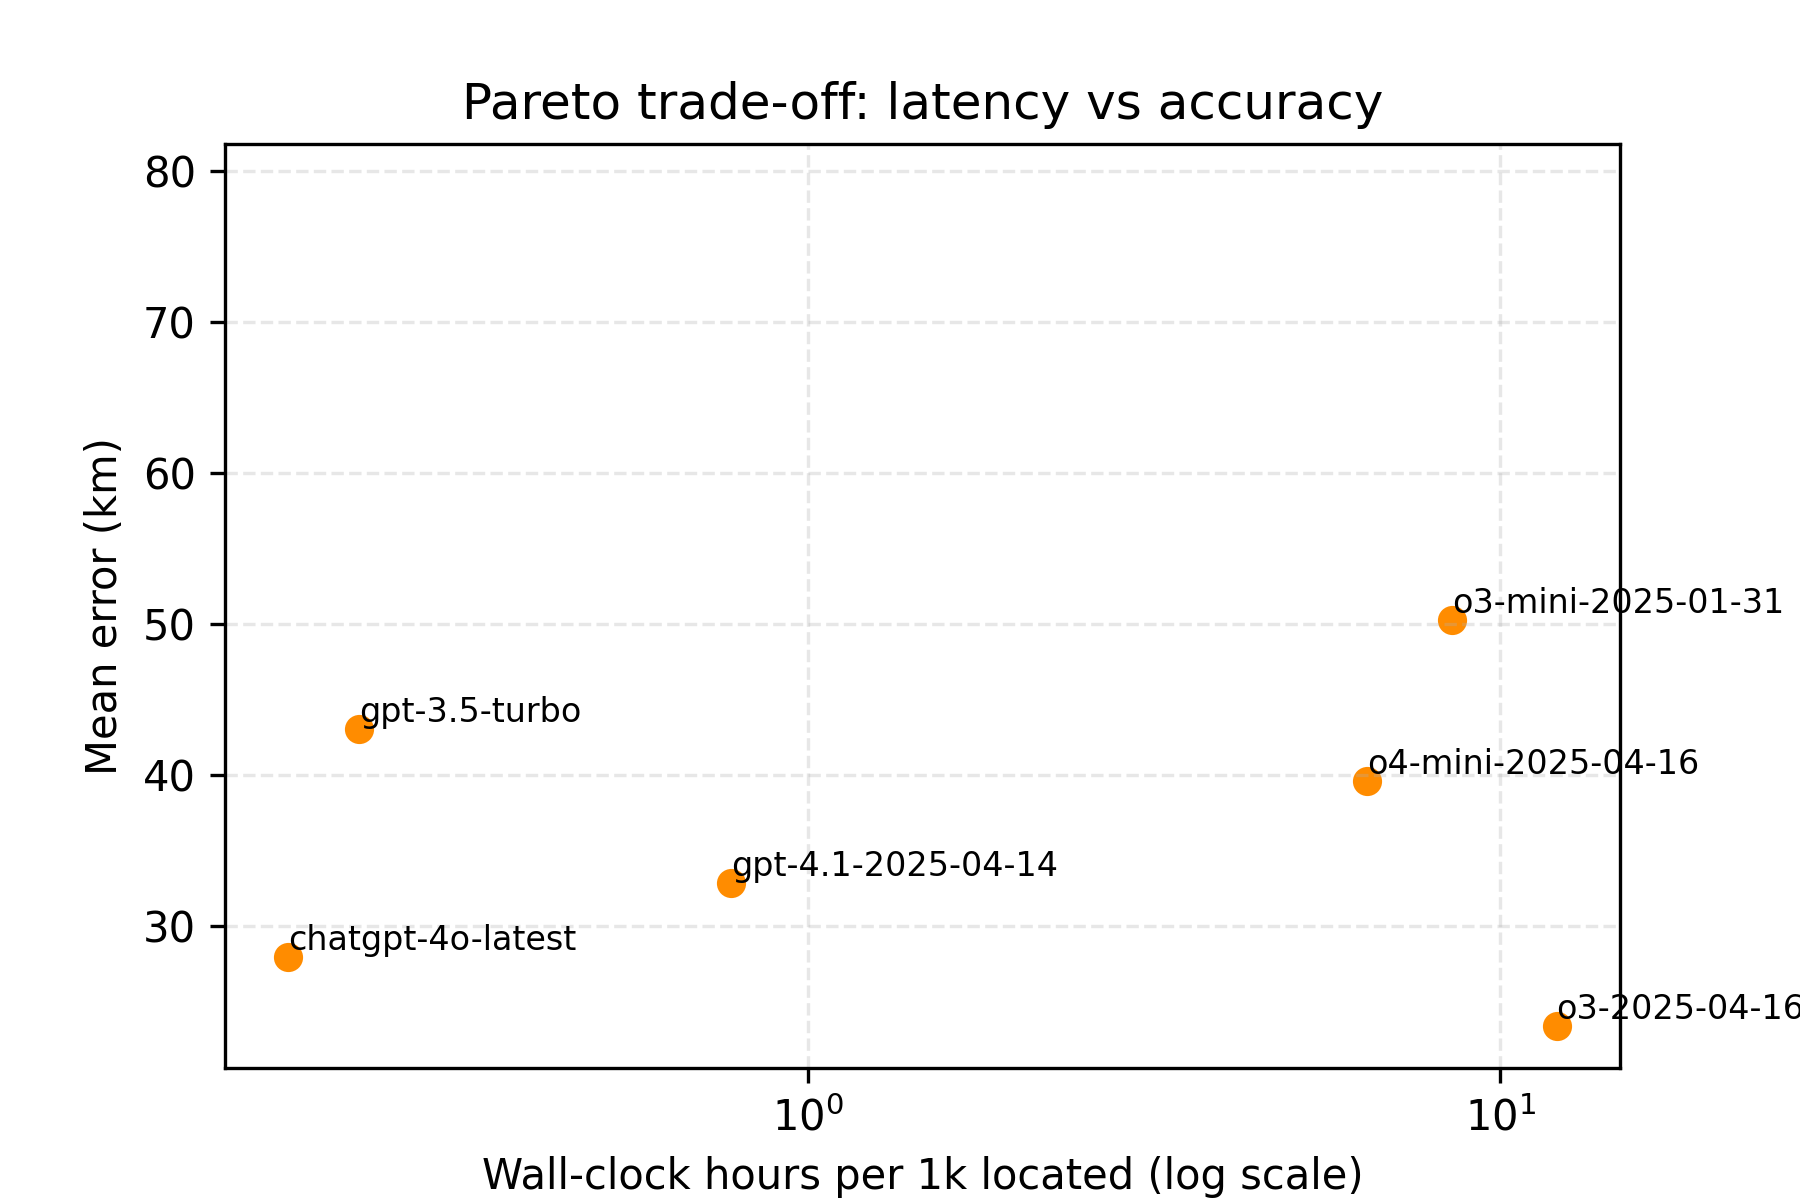 Pareto trade-off: latency vs accuracy
80
70
60
50
40
30
Mean error (km)
o3-mini-2025-01-31
gpt-3.5-turbo
o4-mini-2025-04-16
gpt-4.1-2025-04-14
chatgpt-4o-latest
o3-2025-04-16
10⁰
10¹
Wall-clock hours per 1k located (log scale)